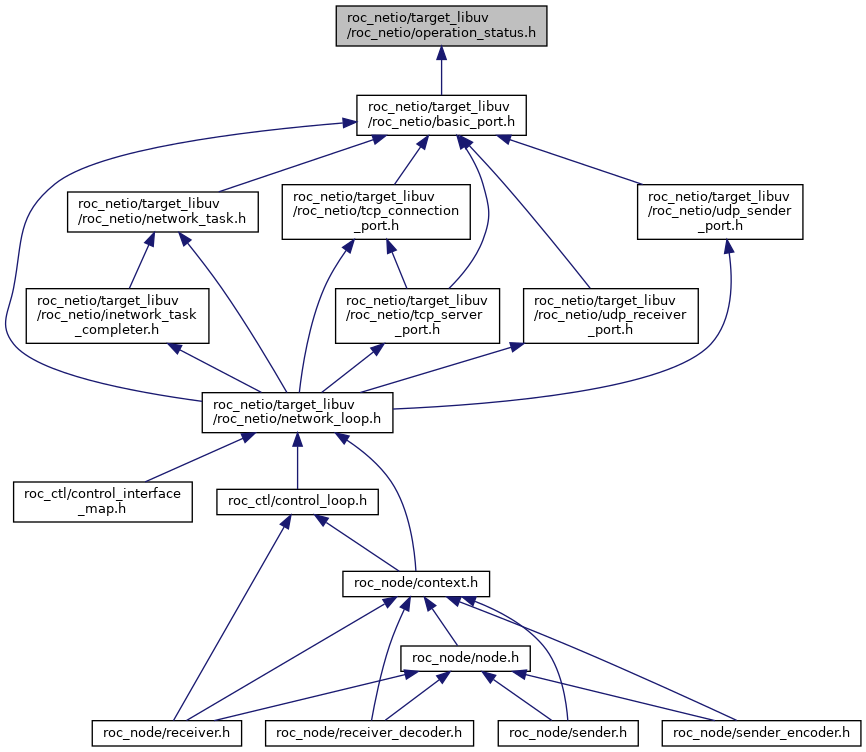 roc_netio/target_libuv
/roc_netio/operation_status.h
roc_netio/target_libuv
/roc_netio/basic_port.h
roc_netio/target_libuv
/roc_netio/network_task.h
roc_netio/target_libuv
/roc_netio/tcp_connection
_port.h
roc_netio/target_libuv
/roc_netio/udp_sender
_port.h
roc_netio/target_libuv
/roc_netio/inetwork_task
_completer.h
roc_netio/target_libuv
/roc_netio/tcp_server
_port.h
roc_netio/target_libuv
/roc_netio/udp_receiver
_port.h
roc_netio/target_libuv
/roc_netio/network_loop.h
roc_ctl/control_interface
_map.h
roc_ctl/control_loop.h
roc_node/context.h
roc_node/node.h
roc_node/receiver.h
roc_node/receiver_decoder.h
roc_node/sender.h
roc_node/sender_encoder.h